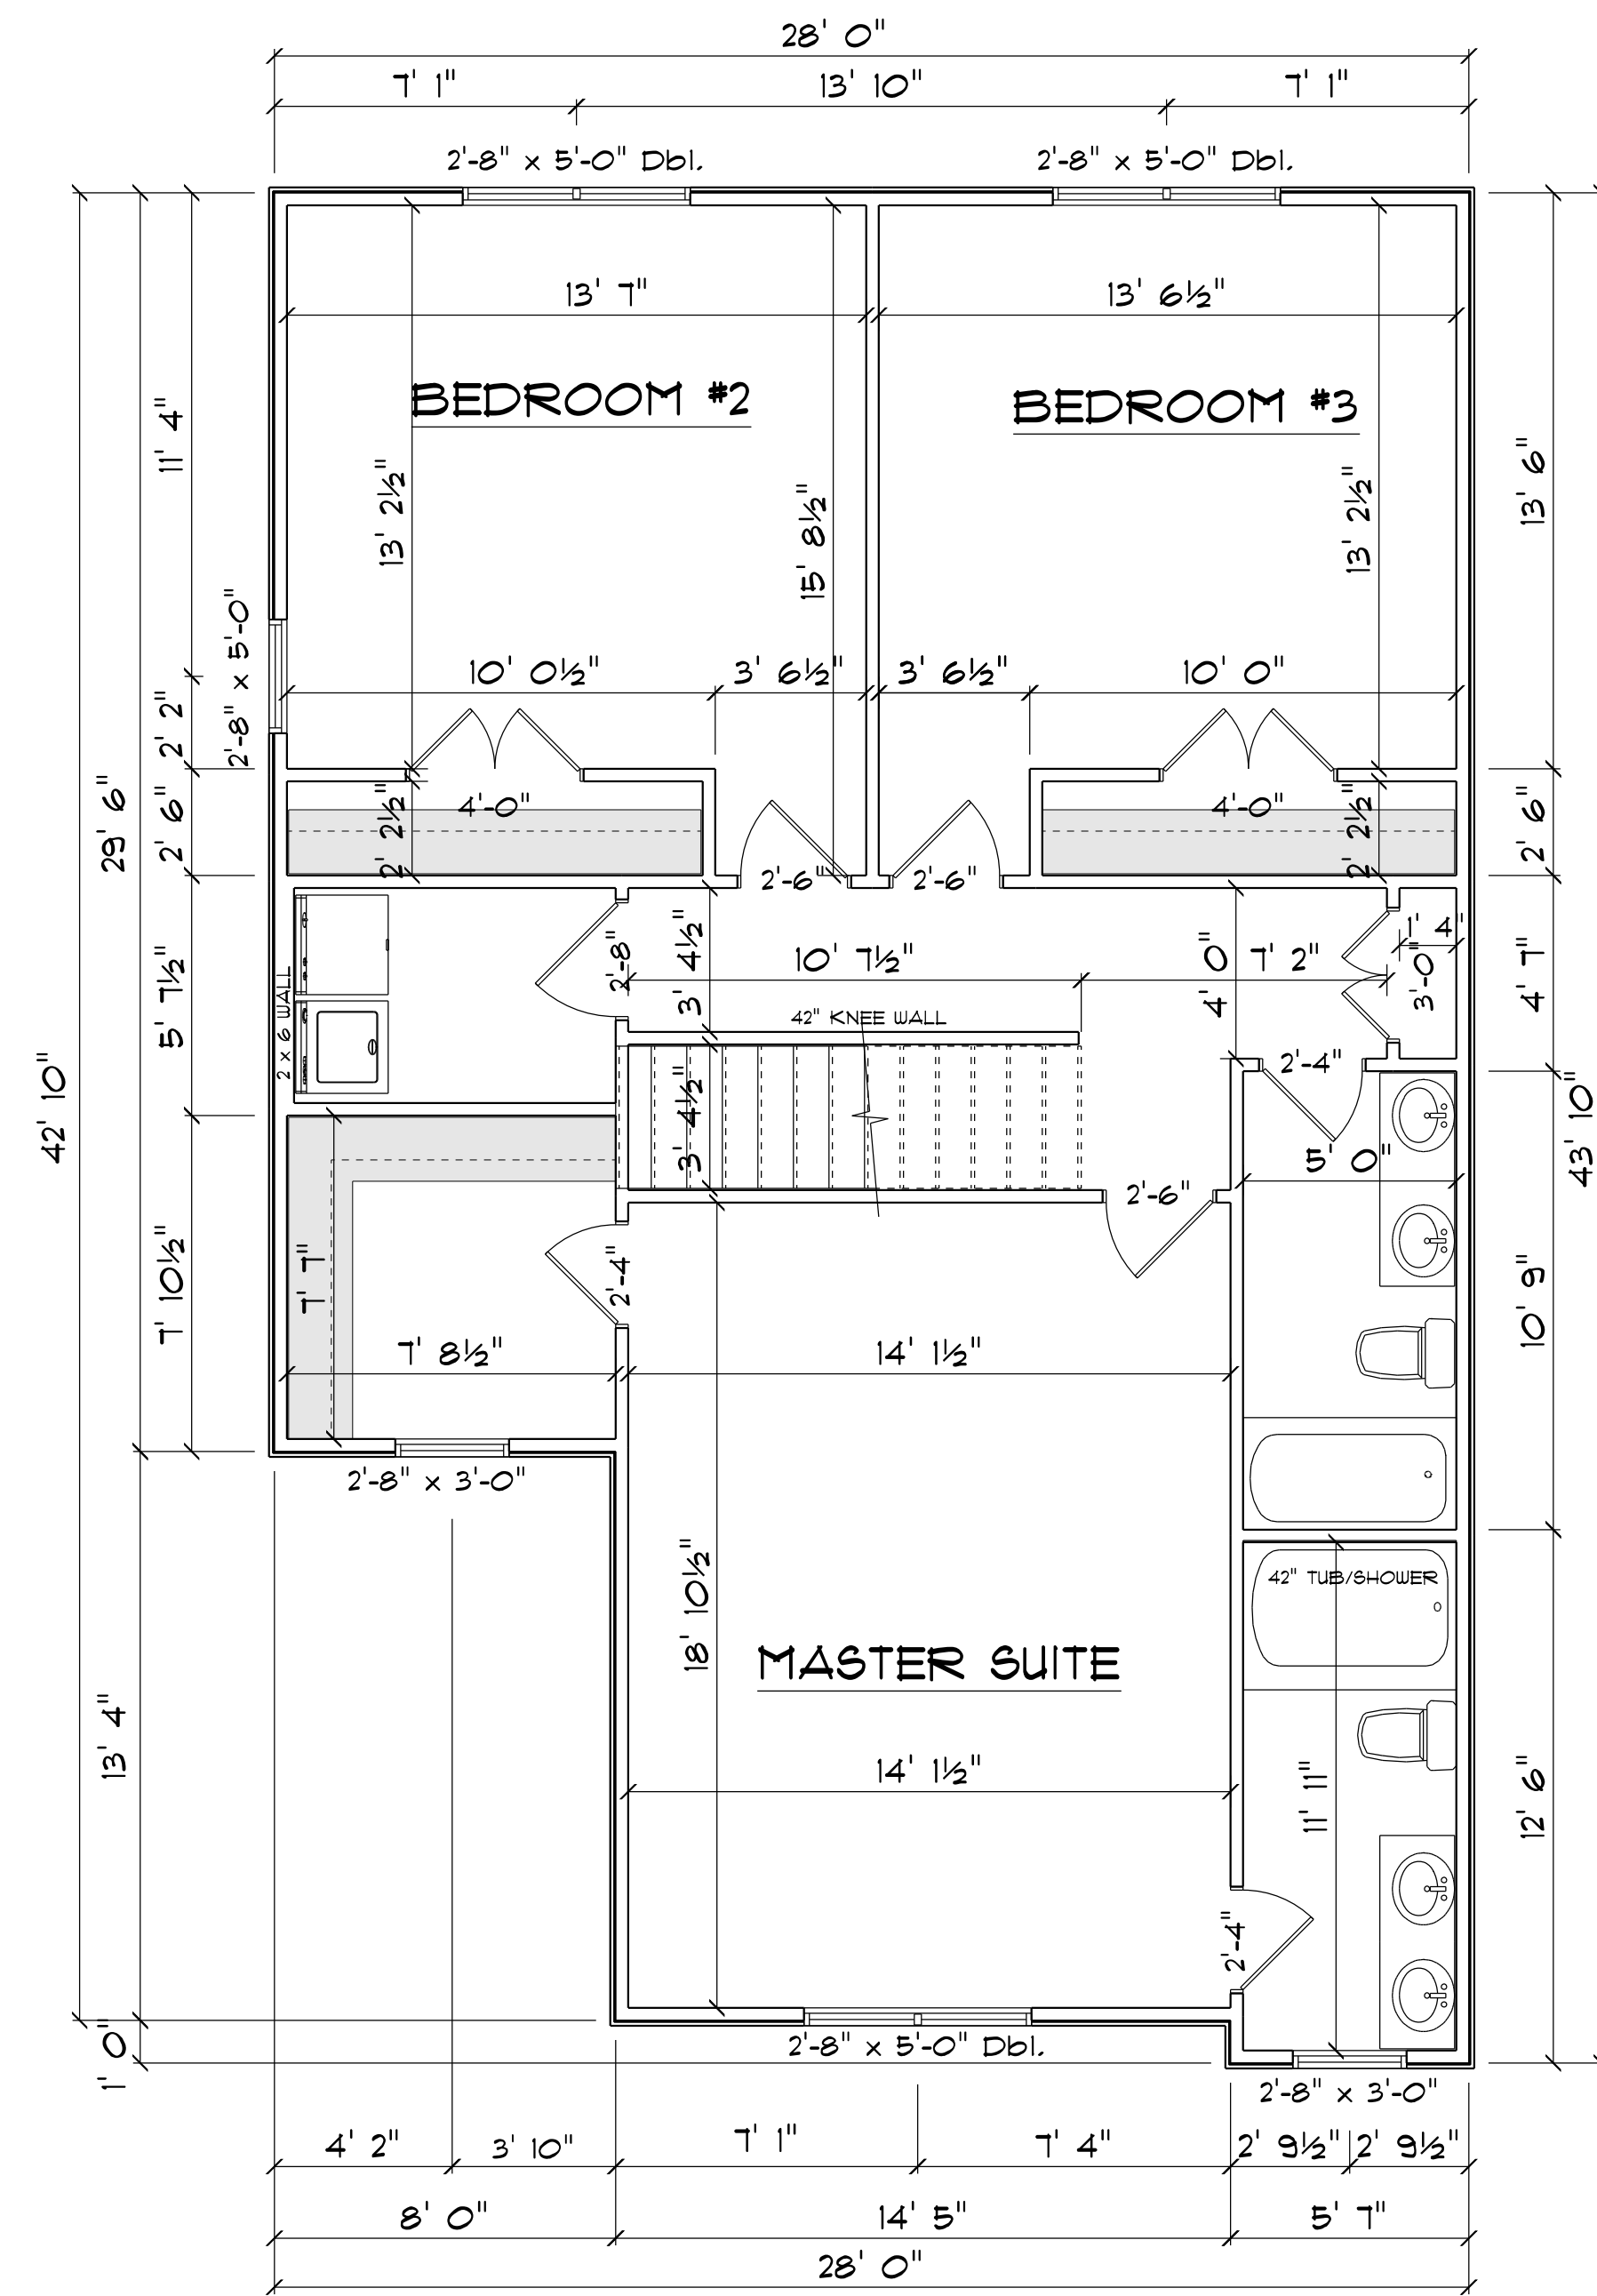 28' 0"
7' 1" 13' 10" 7' 1"
2'-8" x 5'-0" Dbl. 2'-8" x 5'-0" Dbl.
13' 7" 13' 6½"
BEDROOM #2 BEDROOM #3
11' 4" 13' 2½" 15' 8½" 13' 2½" 13' 6"
2'-8" x 5'-0"
10' 0½" 3' 6½" 3' 6½" 10' 0"
2' 2"
29' 6" 2' 6" 2' 2½" 4'-0" 4'-0" 2' 2½" 2' 6"
2'-6" 2'-6"
5' 7½" 2 x 6 WALL 2'-8" 3' 4½" 10' 7½" 4' 0" 7' 2" 1' 4" 3'-0" 4' 7"
42" KNEE WALL
42' 10" 3' 4½" 2'-4" 43' 10"
5' 0"
2'-6"
7' 10½" 7' 7" 2'-4" 10' 9"
7' 8½" 14' 1½"
2'-8" x 3'-0"
18' 10½" 42" TUB/SHOWER
MASTER SUITE
13' 4" 14' 1½" 11' 11" 12' 6"
2'-4"
1' 0" 2'-8" x 5'-0" Dbl.
2'-8" x 3'-0"
4' 2" 3' 10" 7' 1" 7' 4" 2' 9½" 2' 9½"
8' 0" 14' 5" 5' 7"
28' 0"